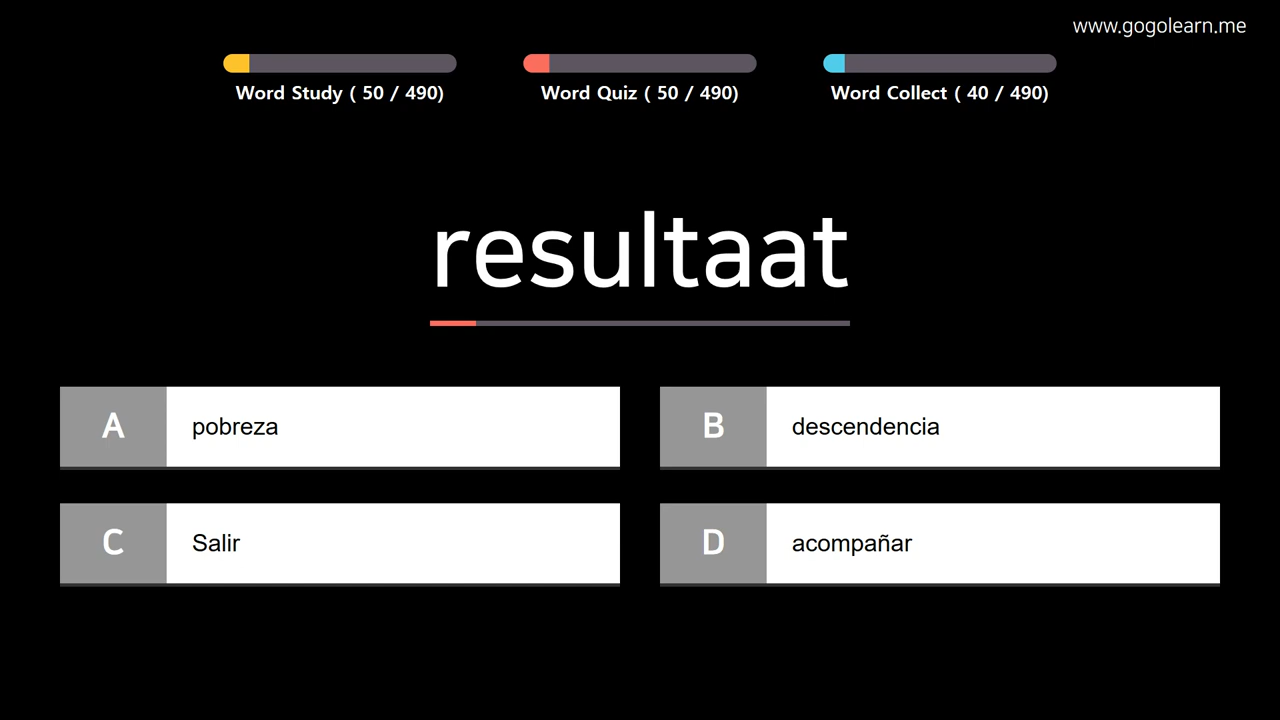 www.gogolearn.me
Word Study ( 50 / 490)
Word Quiz ( 50 / 490)
Word Collect ( 40 / 490)
resultaat
A pobreza
B descendencia
C Salir
D acompañar